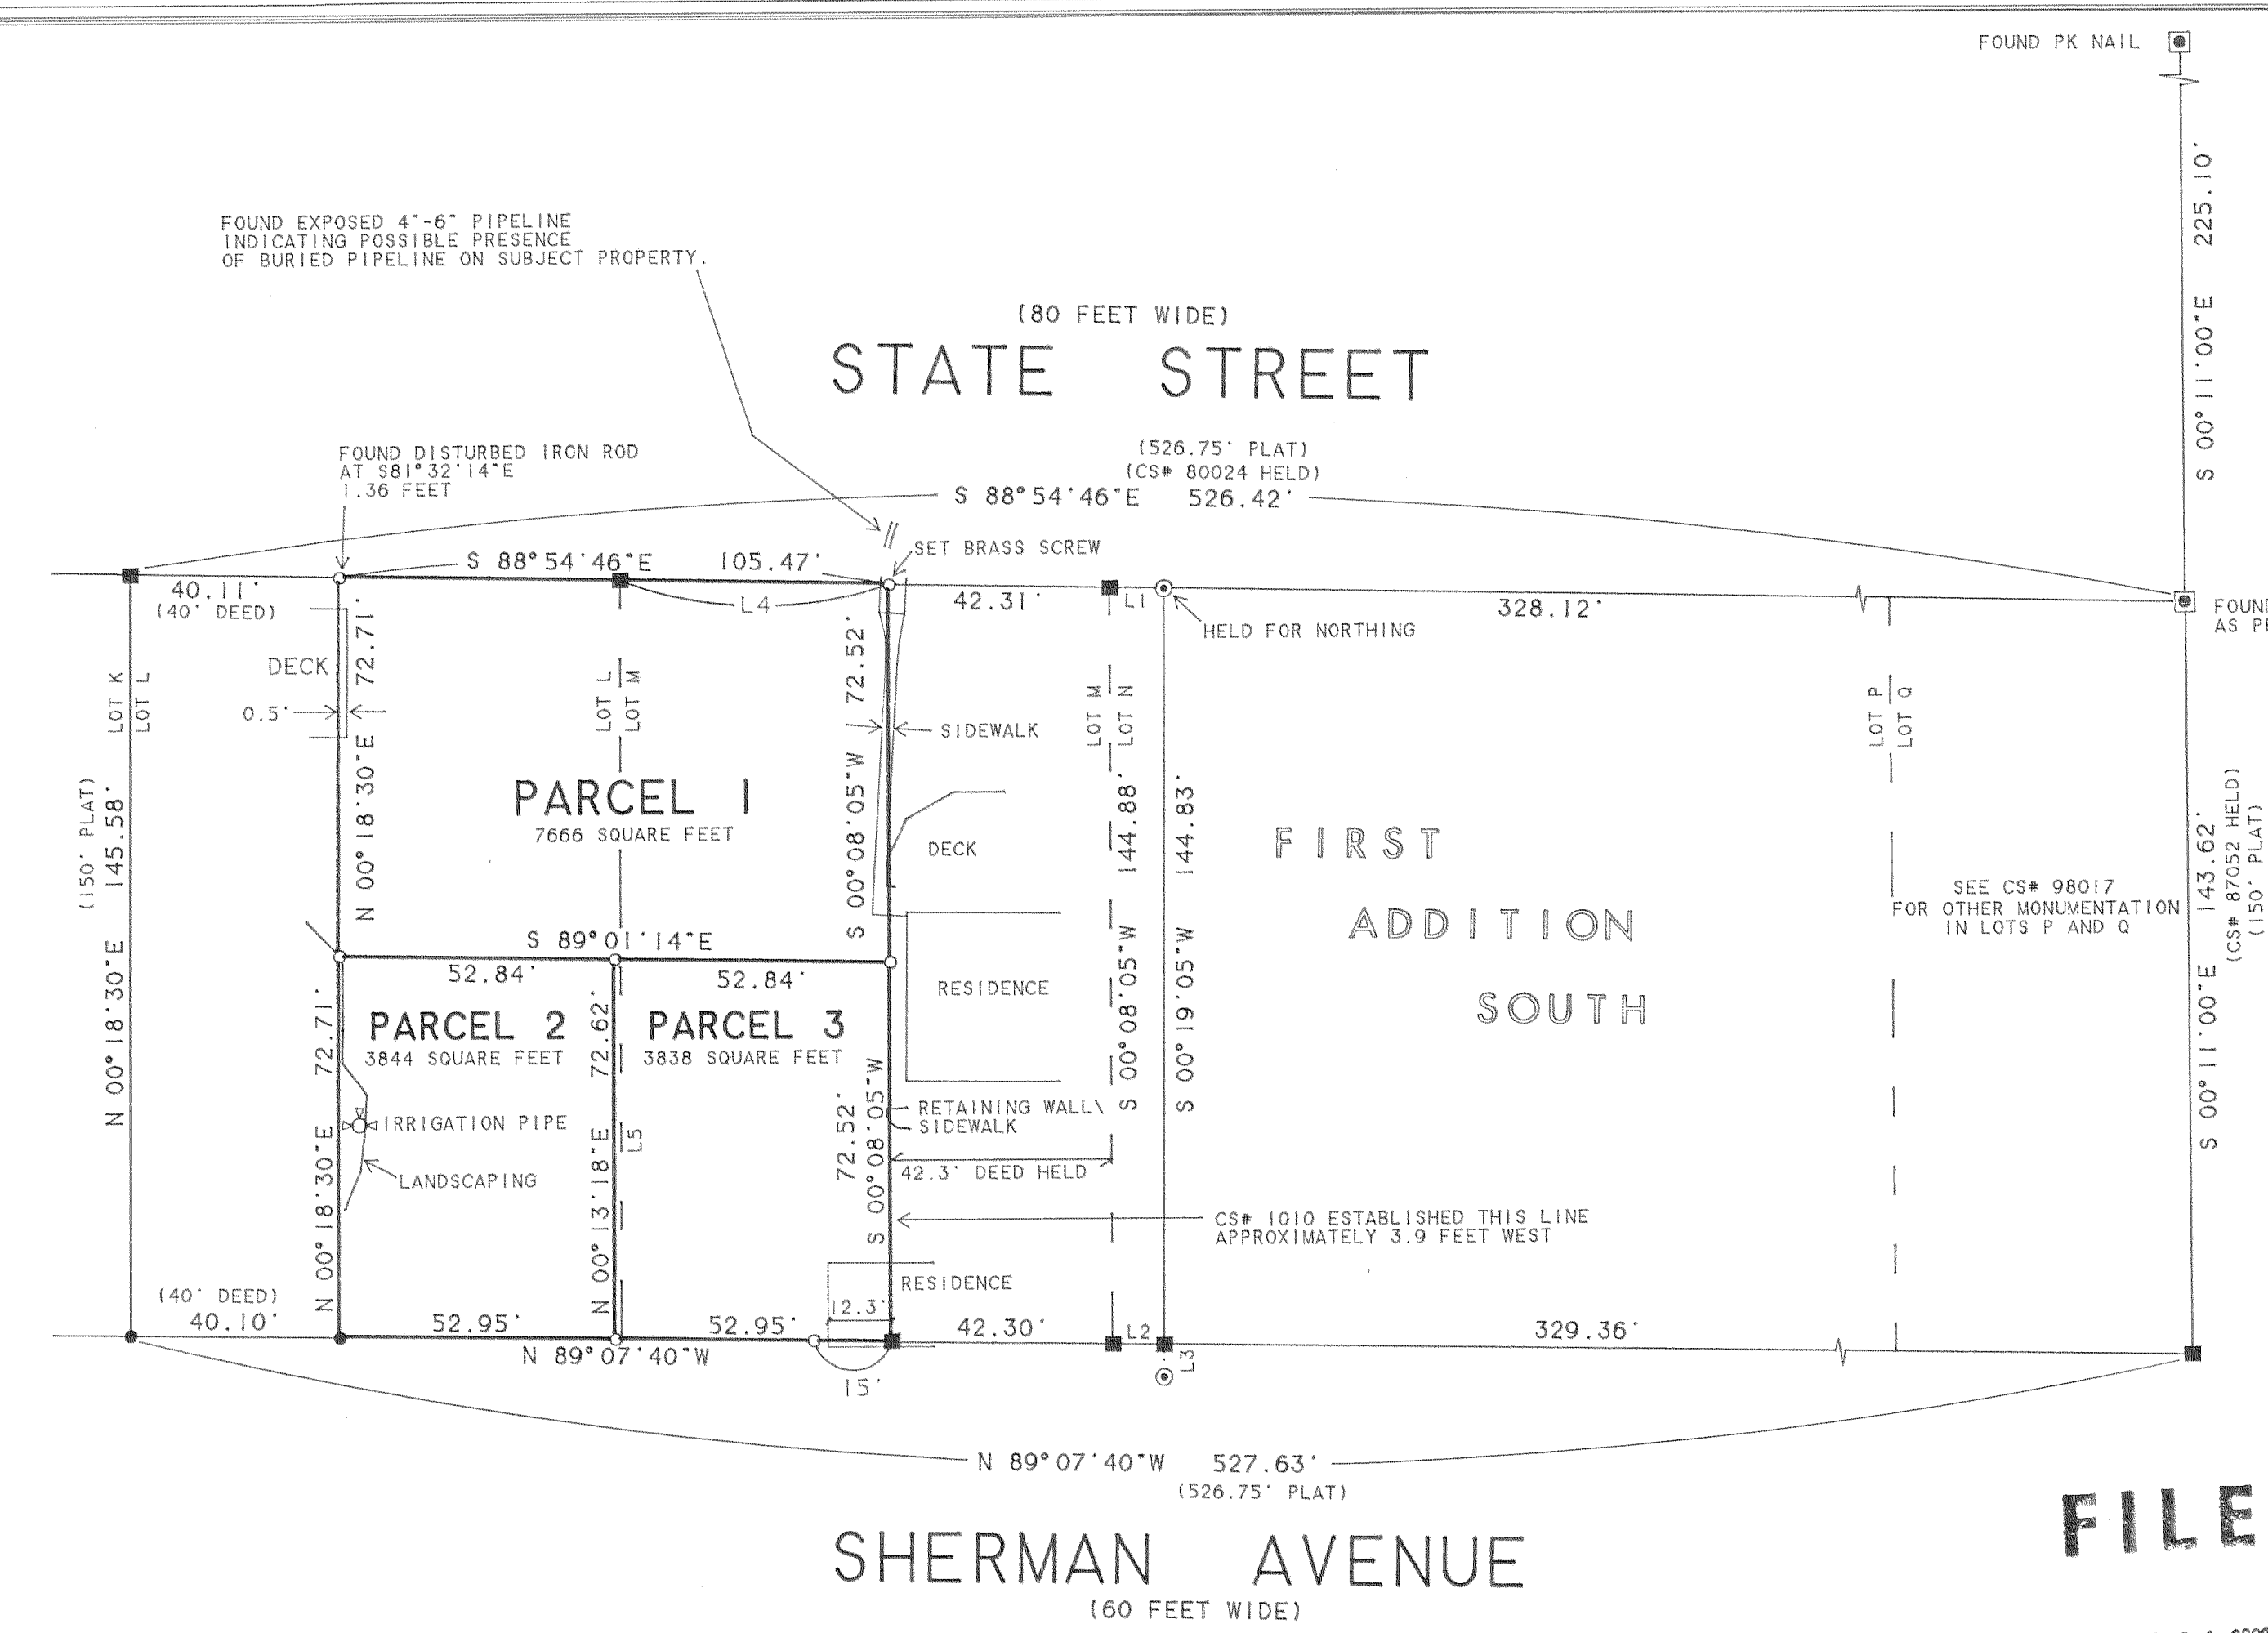 FOUND PK NAIL
S 00°11'00"E 225.10'
FOUND EXPOSED 4"-6" PIPELINE
INDICATING POSSIBLE PRESENCE
OF BURIED PIPELINE ON SUBJECT PROPERTY.
(80 FEET WIDE)
STATE STREET
FOUND DISTURBED IRON ROD
AT S81°32'14"E
1.36 FEET
(526.75' PLAT)
(CS# 80024 HELD)
S 88°54'46"E 526.42'
SET BRASS SCREW
S 88°54'46"E 105.47'
40.11'
(40' DEED)
L4
42.31'
L1
328.12'
HELD FOR NORTHING
AS
DECK
0.5'
72.71'
N 00°18'30"E
LOT K
LOT L
LOT L
LOT M
72.52'
S 00°08'05"W
SIDEWALK
LOT M
LOT N
LOT P
LOT Q
(150' PLAT)
N 00°18'30"E 145.58'
PARCEL 1
7666 SQUARE FEET
DECK
S 00°08'05"W 144.88'
S 00°19'05"W 144.83'
FIRST
ADDITION
SOUTH
SEE CS# 98017
FOR OTHER MONUMENTATION
IN LOTS P AND Q
S 00°11'00"E 143.62'
(CS# 87052 HELD)
(150' PLAT)
S 89°01'14"E
52.84'
52.84'
RESIDENCE
PARCEL 2
3844 SQUARE FEET
PARCEL 3
3838 SQUARE FEET
N 00°18'30"E 72.71'
N 00°13'18"E 72.62'
L5
72.52'
S 00°08'05"W
IRRIGATION PIPE
LANDSCAPING
RETAINING WALL\
SIDEWALK
42.3' DEED HELD
CS# 1010 ESTABLISHED THIS LINE
APPROXIMATELY 3.9 FEET WEST
RESIDENCE
12.3'
(40' DEED)
40.10'
52.95'
52.95'
42.30'
L2
L3
329.36'
N 89°07'40"W
15'
N 89°07'40"W 527.63'
(526.75' PLAT)
SHERMAN AVENUE
(60 FEET WIDE)
FILE